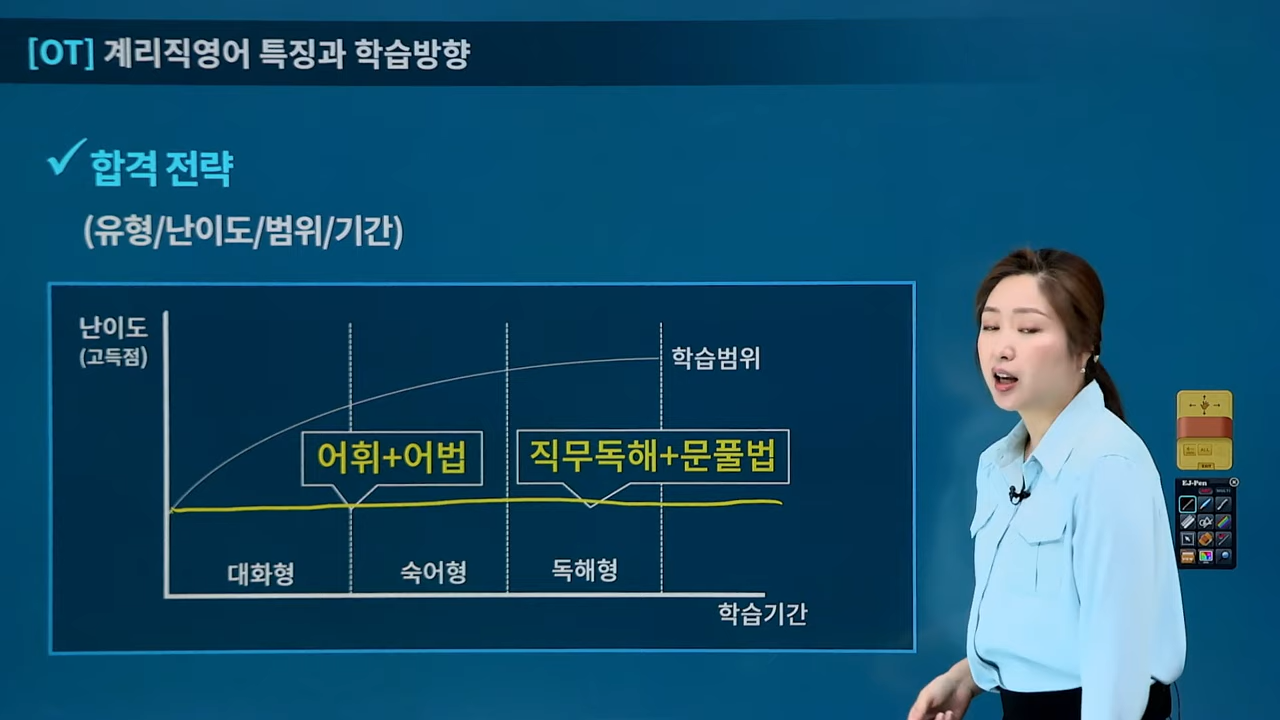 [OT] 계리직영어 특징과 학습방향
합격 전략
(유형/난이도/범위/기간)
난이도
(고득점)
학습범위
어휘+어법
직무독해+문풀법
대화형
숙어형
독해형
학습기간
EJ-Pen